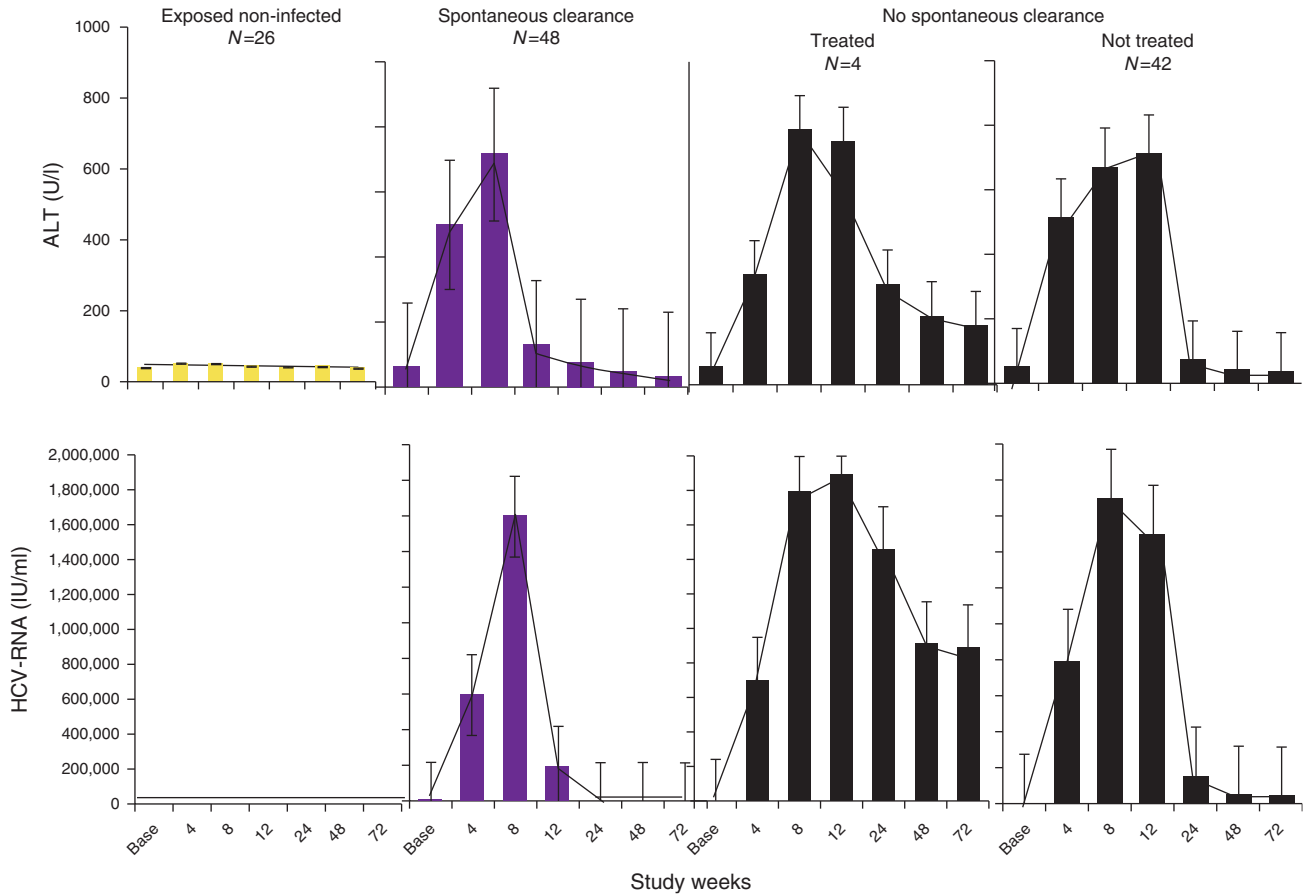 Exposed non-infected
N=26
Spontaneous clearance
N=48
No spontaneous clearance
Treated
N=4
Not treated
N=42
ALT (U/l)
1000
800
600
400
200
0
HCV-RNA (IU/ml)
2,000,000
1,800,000
1,600,000
1,400,000
1,200,000
1,000,000
800,000
600,000
400,000
200,000
0
Base 4 8 12 24 48 72
Base 4 8 12 24 48 72
Base 4 8 12 24 48 72
Base 4 8 12 24 48 72
Study weeks